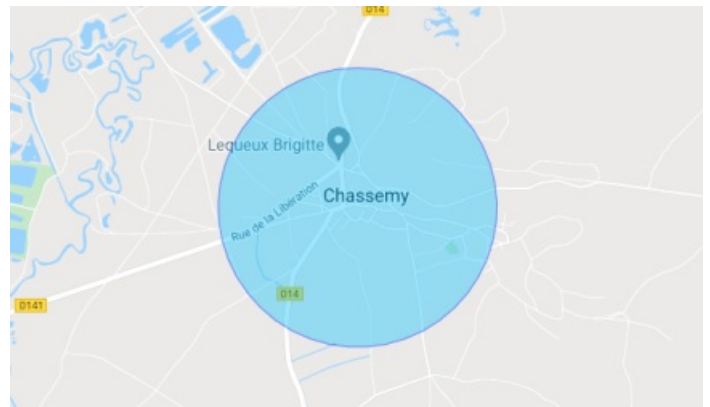 D14
Lequeux Brigitte
Chassemy
Rue de la Libération
D14
D141